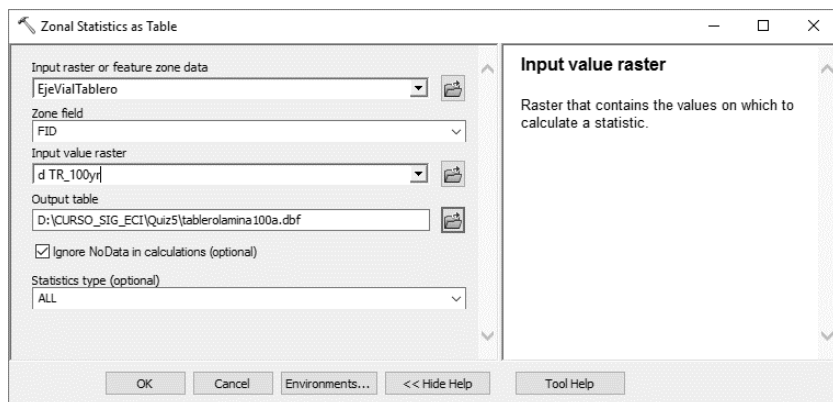 Zonal Statistics as Table
Input raster or feature zone data
EjeVialTablero
Zone field
FID
Input value raster
d TR_100yr
Output table
D:\CURSO_SIG_ECI\Quiz5\tablerolamina100a.dbf
Ignore NoData in calculations (optional)
Statistics type (optional)
ALL
Input value raster
Raster that contains the values on which to
calculate a statistic.
OK Cancel Environments... << Hide Help Tool Help